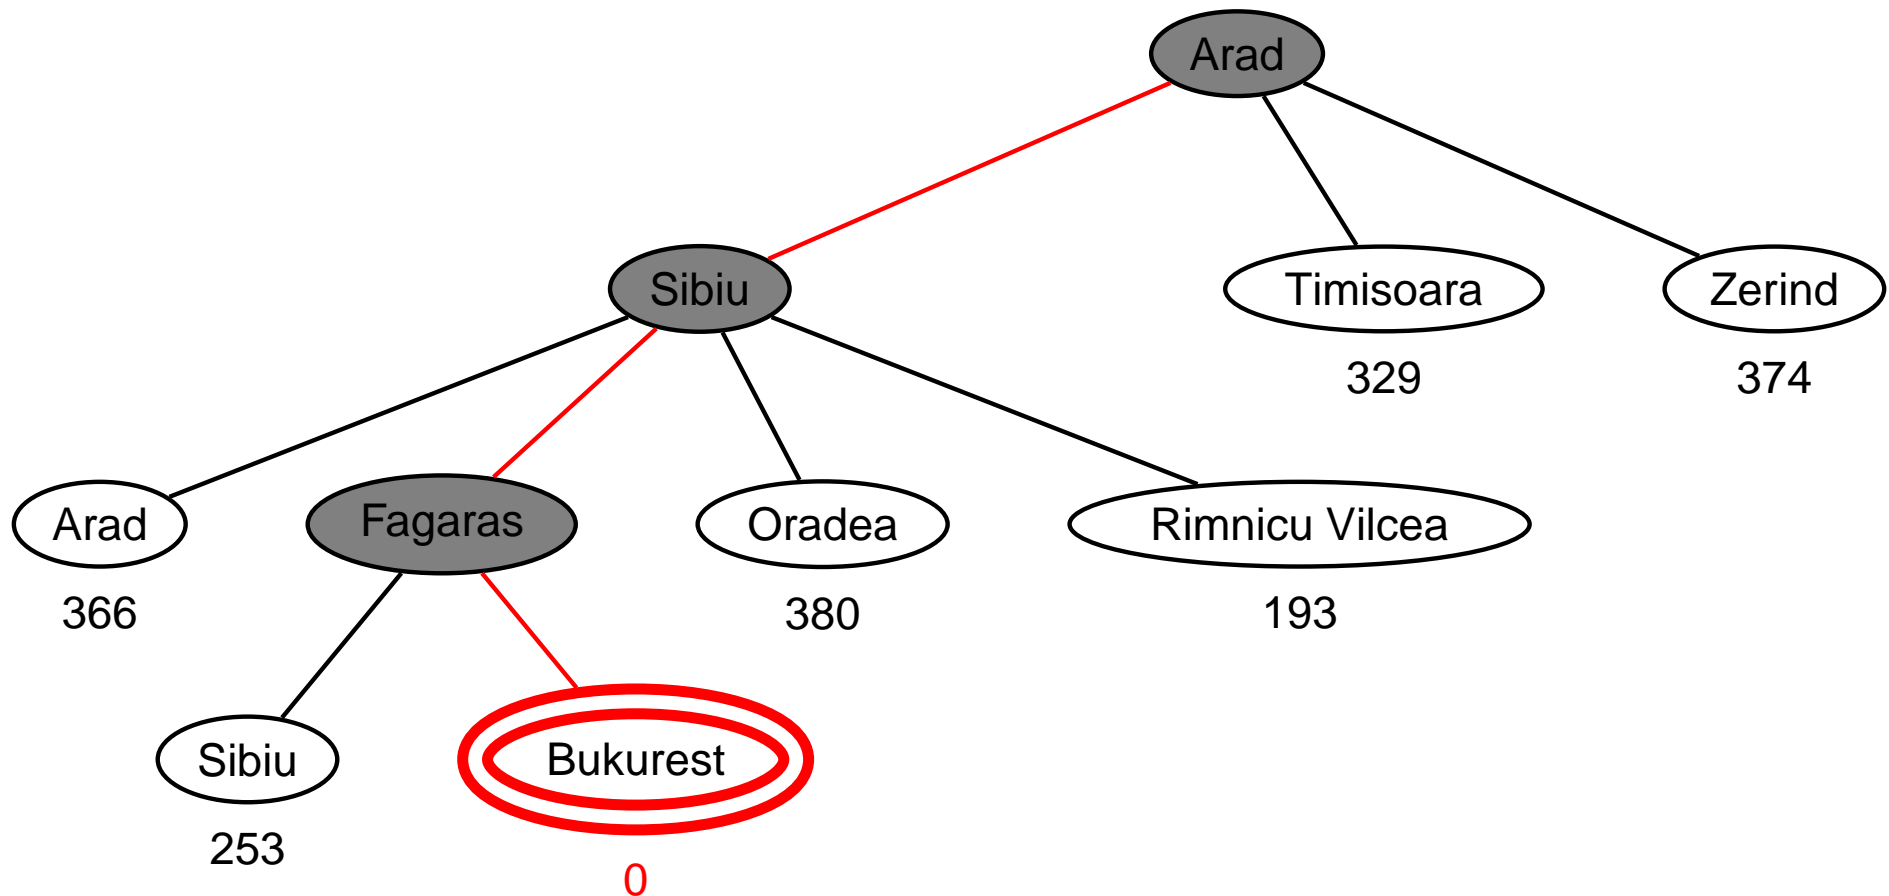 Arad
Sibiu
Timisoara
Zerind
329
374
Arad
Fagaras
Oradea
Rimnicu Vilcea
366
380
193
Sibiu
Bukurest
253
0